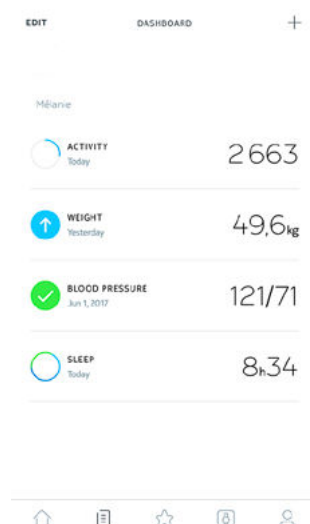 EDIT DASHBOARD +
Mélanie
ACTIVITY
Today
2 663
WEIGHT
Yesterday
49,6kg
BLOOD PRESSURE
Jun 1, 2017
121/71
SLEEP
Today
8h34